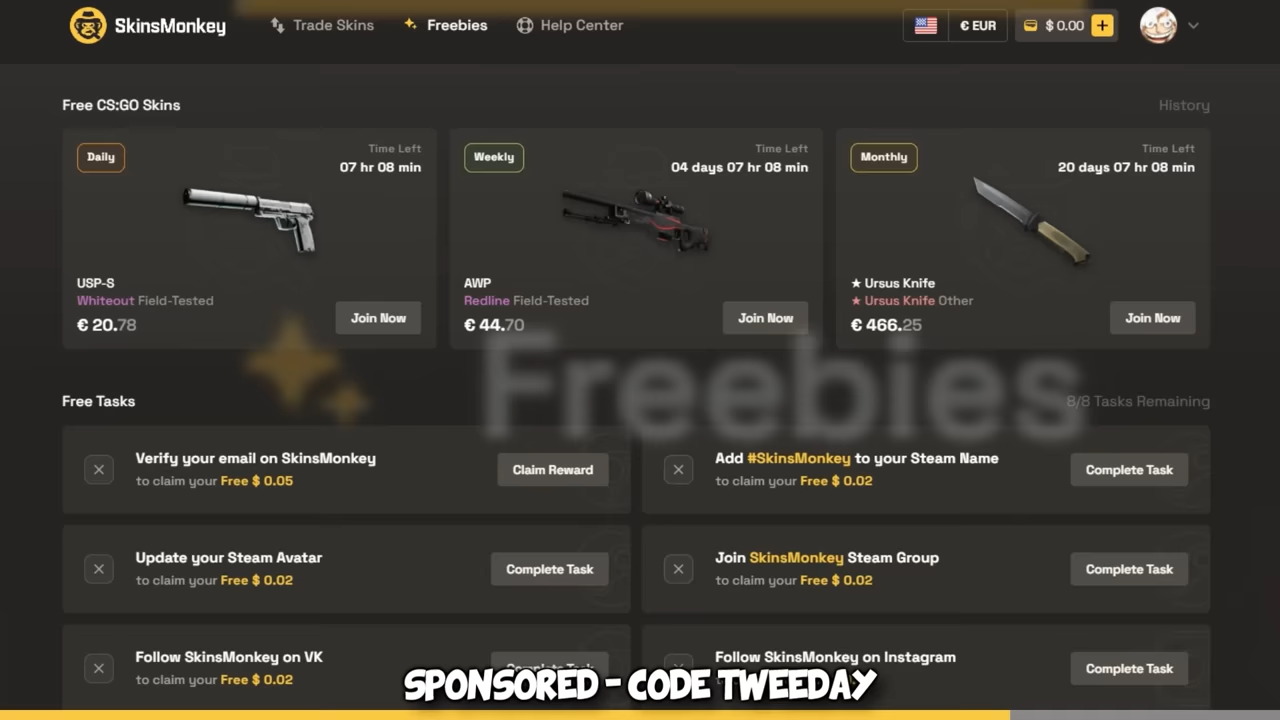 SkinsMonkey
Trade Skins
Freebies
Help Center
€ EUR
$ 0.00 +
Free CS:GO Skins
History
Daily
Time Left
07 hr 08 min
USP-S
Whiteout Field-Tested
€ 20.78
Join Now
Weekly
Time Left
04 days 07 hr 08 min
AWP
Redline Field-Tested
€ 44.70
Join Now
Monthly
Time Left
20 days 07 hr 08 min
★ Ursus Knife
★ Ursus Knife Other
€ 466.25
Join Now
Freebies
Free Tasks
8/8 Tasks Remaining
Verify your email on SkinsMonkey
to claim your Free $ 0.05
Claim Reward
Add #SkinsMonkey to your Steam Name
to claim your Free $ 0.02
Complete Task
Update your Steam Avatar
to claim your Free $ 0.02
Complete Task
Join SkinsMonkey Steam Group
to claim your Free $ 0.02
Complete Task
Follow SkinsMonkey on VK
to claim your Free $ 0.02
Complete Task
Follow SkinsMonkey on Instagram
Complete Task
SPONSORED - CODE TWEEDAY